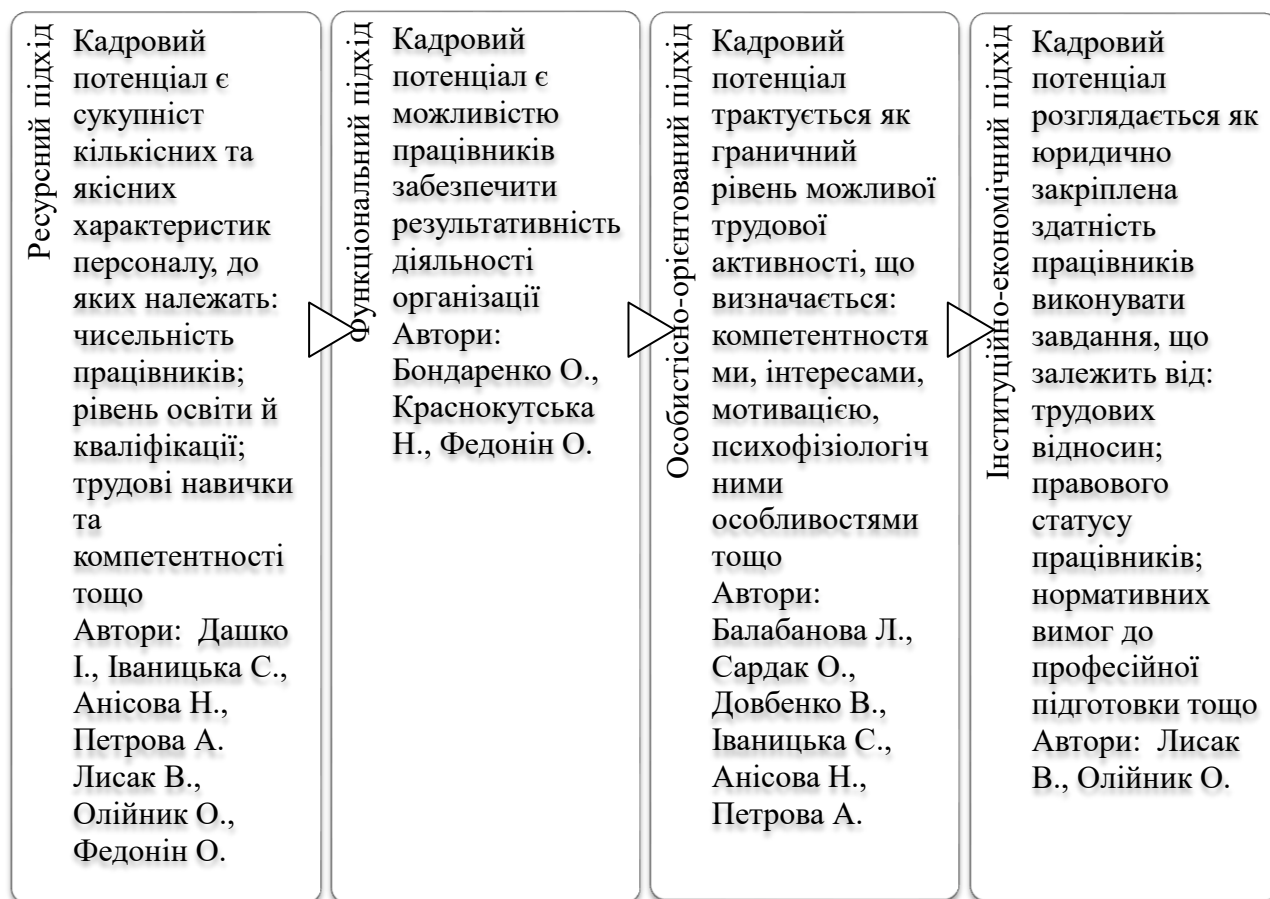 Ресурсний підхід
Кадровий
потенціал є
сукупніст
кількісних та
якісних
характеристик
персоналу, до
яких належать:
чисельність
працівників;
рівень освіти й
кваліфікації;
трудові навички
та
компетентності
тощо
Автори: Дашко
І., Іваницька С.,
Анісова Н.,
Петрова А.
Лисак В.,
Олійник О.,
Федонін О.
Функціональний підхід
Кадровий
потенціал є
можливістю
працівників
забезпечити
результативність
діяльності
організації
Автори:
Бондаренко О.,
Краснокутська
Н., Федонін О.
Особистісно-орієнтований підхід
Кадровий
потенціал
трактується як
граничний
рівень можливої
трудової
активності, що
визначається:
компетентностя
ми, інтересами,
мотивацією,
психофізіологіч
ними
особливостями
тощо
Автори:
Балабанова Л.,
Сардак О.,
Довбенко В.,
Іваницька С.,
Анісова Н.,
Петрова А.
Інституційно-економічний підхід
Кадровий
потенціал
розглядається як
юридично
закріплена
здатність
працівників
виконувати
завдання, що
залежить від:
трудових
відносин;
правового
статусу
працівників;
нормативних
вимог до
професійної
підготовки тощо
Автори: Лисак
В., Олійник О.